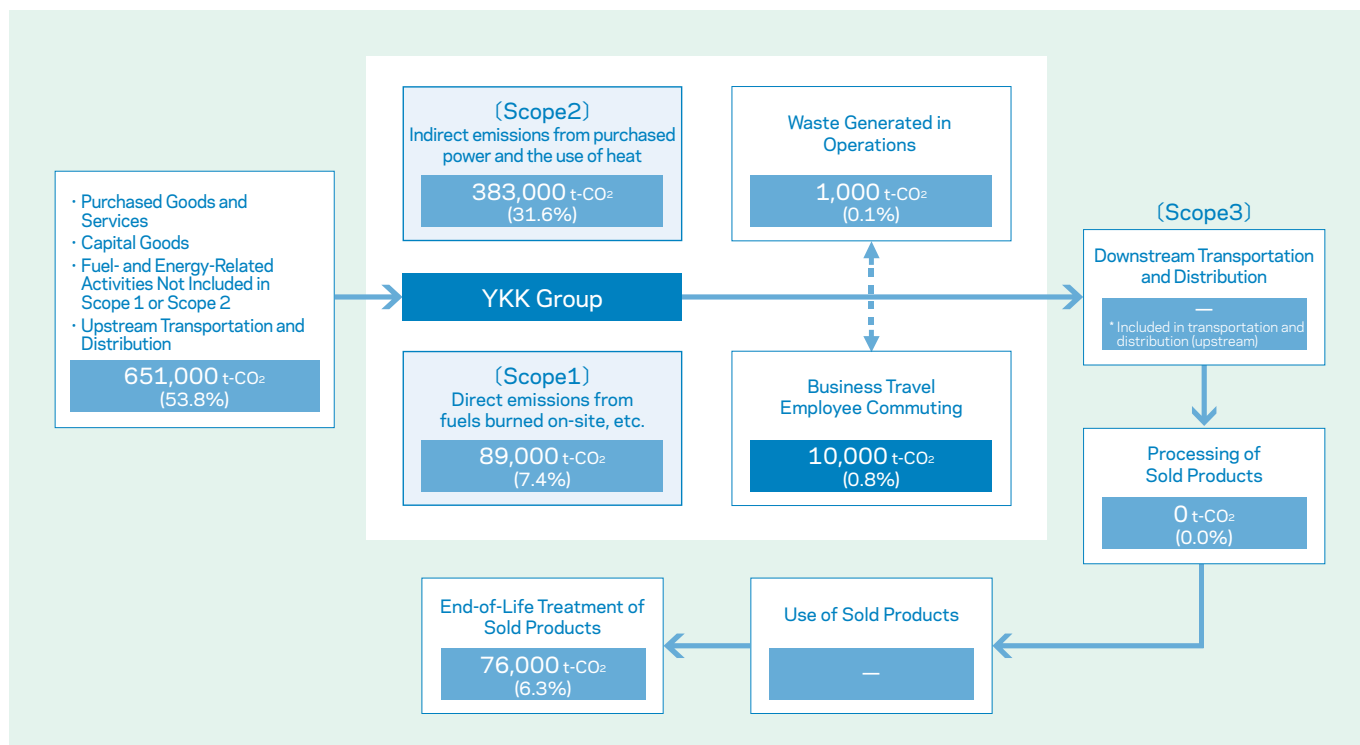 · Purchased Goods and
Services
· Capital Goods
· Fuel- and Energy-Related
Activities Not Included in
Scope 1 or Scope 2
· Upstream Transportation and
Distribution
651,000 t-CO₂
(53.8%)
〔Scope2〕
Indirect emissions from purchased
power and the use of heat
383,000 t-CO₂
(31.6%)
YKK Group
〔Scope1〕
Direct emissions from
fuels burned on-site, etc.
89,000 t-CO₂
(7.4%)
Waste Generated in
Operations
1,000 t-CO₂
(0.1%)
Business Travel
Employee Commuting
10,000 t-CO₂
(0.8%)
〔Scope3〕
Downstream Transportation
and Distribution
—
* Included in transportation and
distribution (upstream)
Processing of
Sold Products
0 t-CO₂
(0.0%)
Use of Sold Products
—
End-of-Life Treatment of
Sold Products
76,000 t-CO₂
(6.3%)